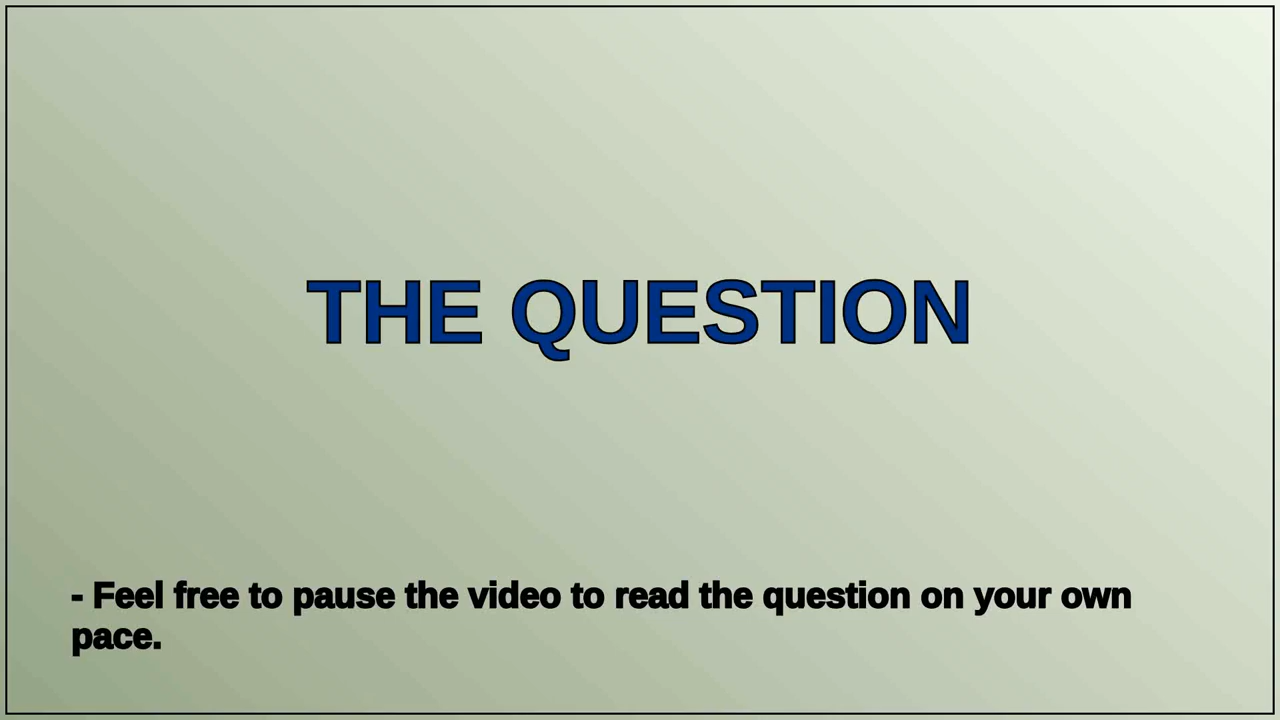 THE QUESTION
- Feel free to pause the video to read the question on your own
pace.